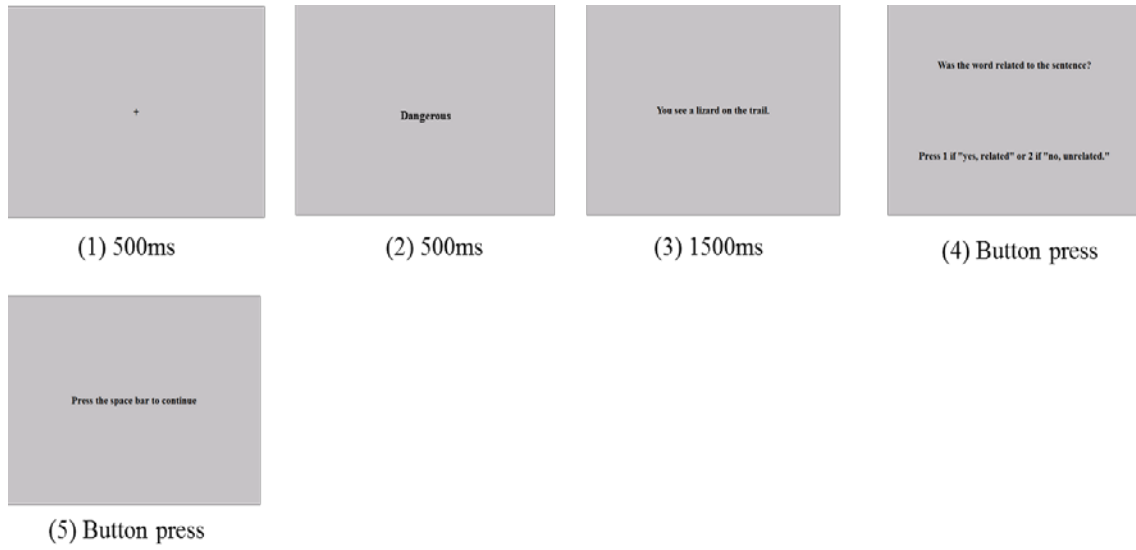 +
Dangerous
You see a lizard on the trail.
Was the word related to the sentence?
Press 1 if "yes, related" or 2 if "no, unrelated."
(1) 500ms
(2) 500ms
(3) 1500ms
(4) Button press
Press the space bar to continue
(5) Button press